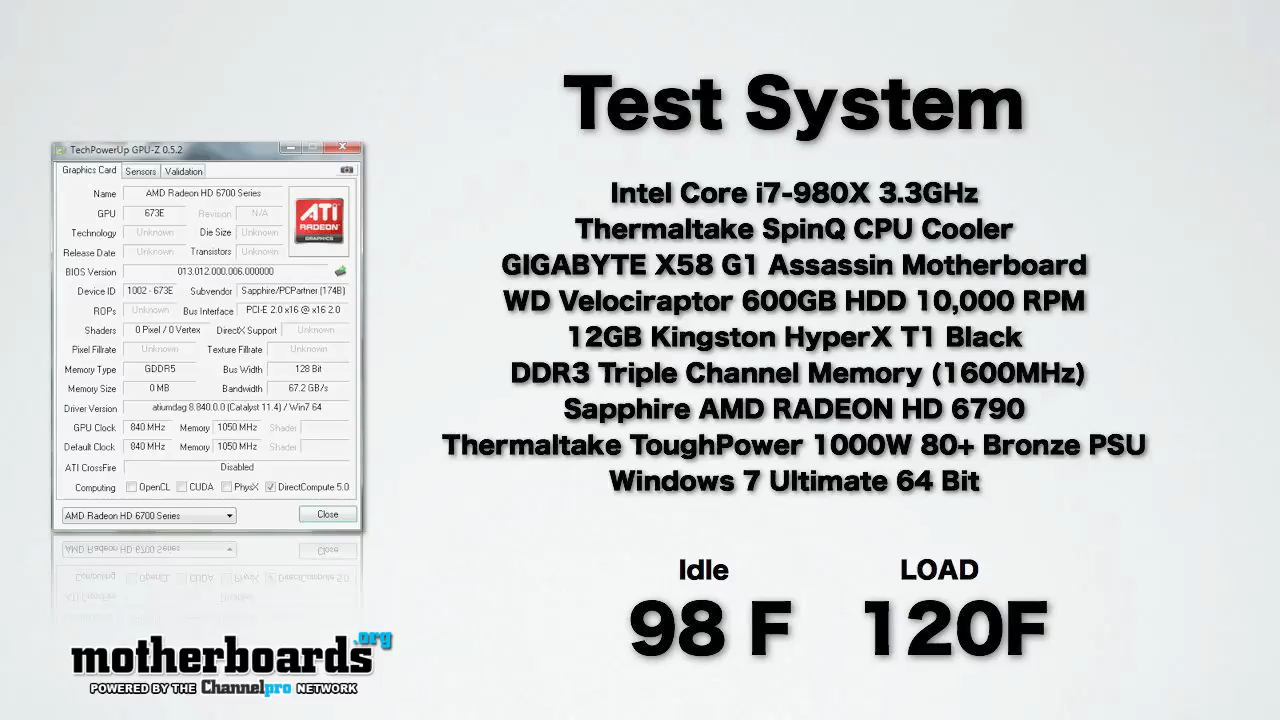 Test System
TechPowerUp GPU-Z 0.5.2
Graphics Card Sensors Validation
Name AMD Radeon HD 6700 Series
GPU 673E Revision N/A
Technology Unknown Die Size Unknown
Release Date Unknown Transistors Unknown
BIOS Version 013.012.000.006.000000
Device ID 1002 - 673E Subvendor Sapphire/PCPartner (174B)
ROPs Unknown Bus Interface PCI-E 2.0 x16 @ x16 2.0
Shaders 0 Pixel / 0 Vertex DirectX Support Unknown
Pixel Fillrate Unknown Texture Fillrate Unknown
Memory Type GDDR5 Bus Width 128 Bit
Memory Size 0 MB Bandwidth 67.2 GB/s
Driver Version atiumdag 8.840.0.0 (Catalyst 11.4) / Win7 64
GPU Clock 840 MHz Memory 1050 MHz Shader
Default Clock 840 MHz Memory 1050 MHz Shader
ATI CrossFire Disabled
Computing OpenCL CUDA PhysX DirectCompute 5.0
AMD Radeon HD 6700 Series Close
ATI
RADEON
GRAPHICS
Intel Core i7-980X 3.3GHz
Thermaltake SpinQ CPU Cooler
GIGABYTE X58 G1 Assassin Motherboard
WD Velociraptor 600GB HDD 10,000 RPM
12GB Kingston HyperX T1 Black
DDR3 Triple Channel Memory (1600MHz)
Sapphire AMD RADEON HD 6790
Thermaltake ToughPower 1000W 80+ Bronze PSU
Windows 7 Ultimate 64 Bit
Idle LOAD
98 F 120F
motherboards.org
POWERED BY THE Channelpro NETWORK